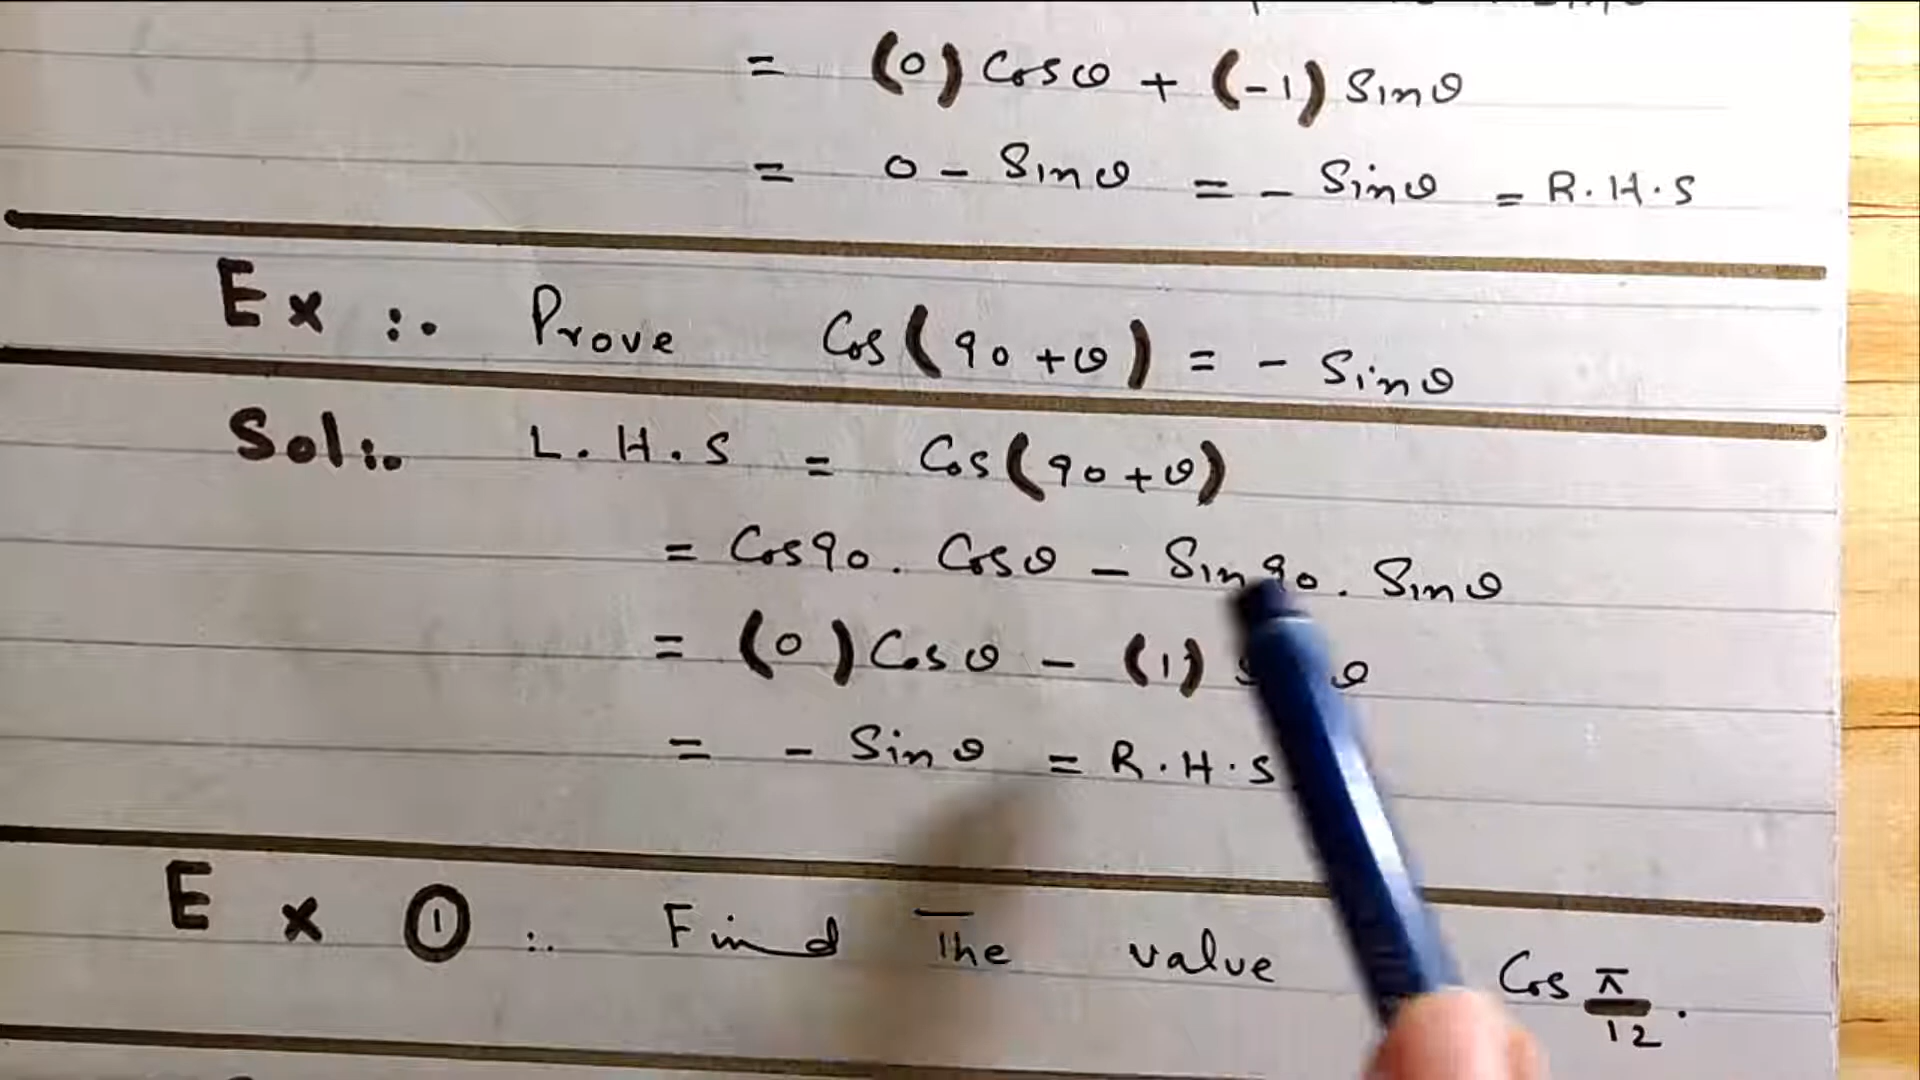 = (0) Cosθ + (-1) Sinθ
= 0 - Sinθ = - Sinθ = R.H.S
Ex :. Prove Cos(90+θ) = - Sinθ
Sol:. L.H.S = Cos(90+θ)
= Cos90 . Cosθ - Sin90 . Sinθ
= (0) Cosθ - (1) θ
= - Sinθ = R.H.S
Ex ① :. Find The value Cos π/12 .